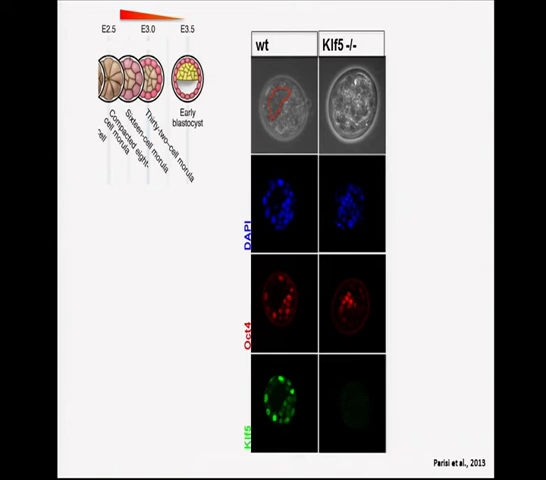 E2.5 E3.0 E3.5
Early
blastocyst
Thirty-two-cell morula
Sixteen-cell morula
Compacted eight-
cell morula
cell
wt Klf5 -/-
DAPI
Oct4
Klf5
Parisi et al., 2013